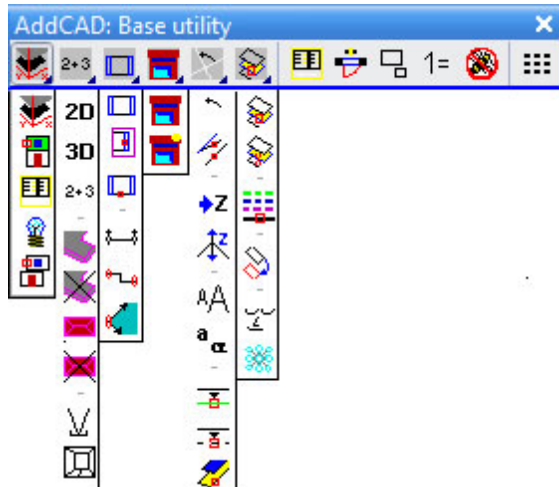 AddCAD: Base utility
2+3 1=
2D
3D
2+3
Z
Z
AA
a α
a